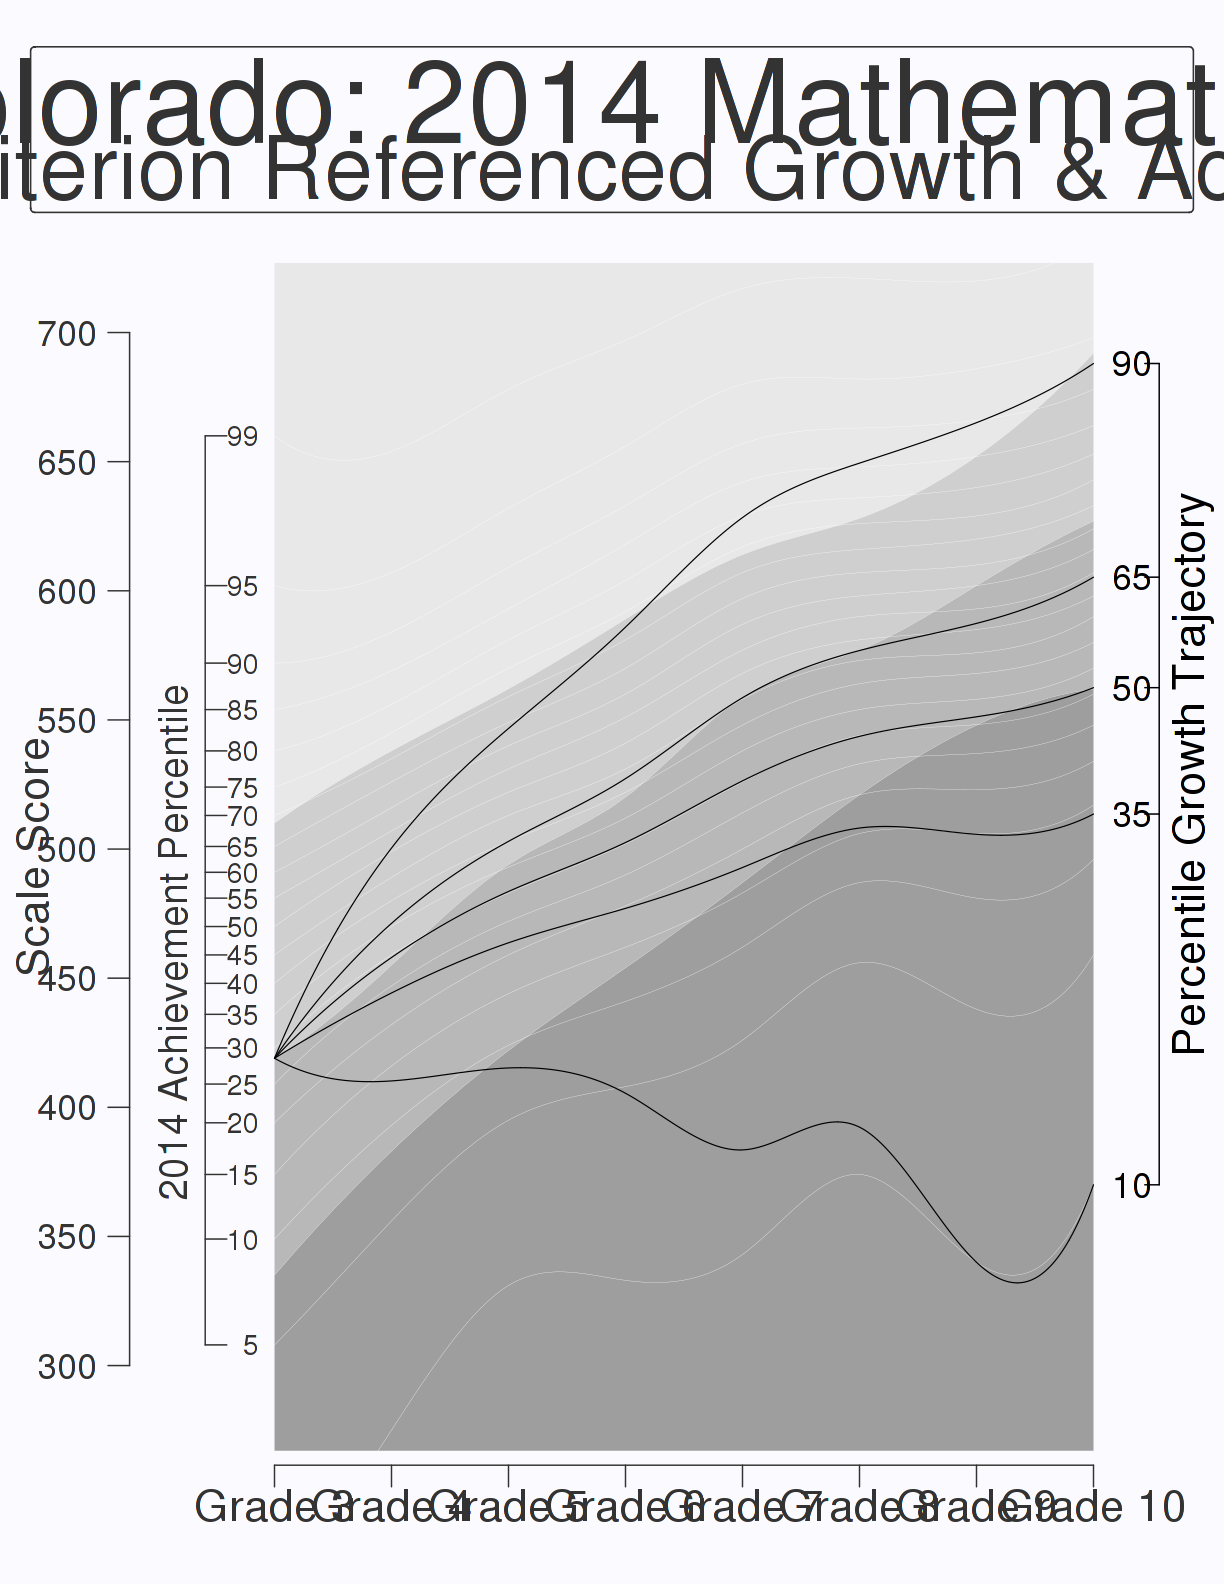 olorado: 2014 Mathemat
iterion Referenced Growth & Ac
700
650
600
550
500
450
400
350
300
Scale Score
99
95
90
85
80
75
70
65
60
55
50
45
40
35
30
25
20
15
10
5
2014 Achievement Percentile
90
65
50
35
10
Percentile Growth Trajectory
Grade 3
Grade 4
Grade 5
Grade 6
Grade 7
Grade 8
Grade 9
Grade 10